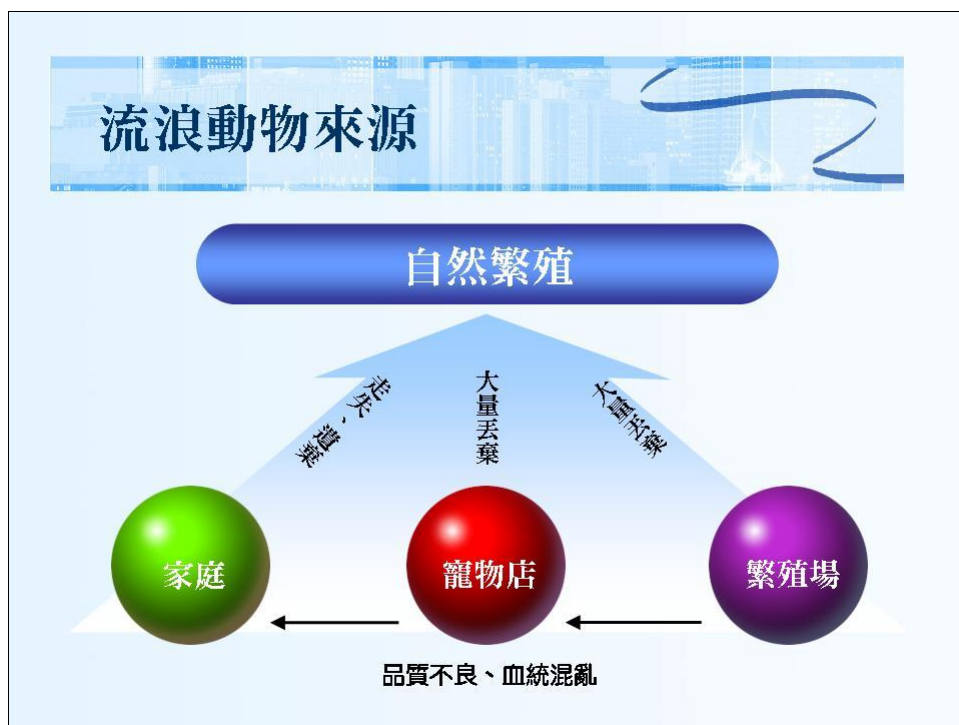 流浪動物來源
自然繁殖
走失、遺棄
大量丟棄
大量丟棄
家庭
寵物店
繁殖場
品質不良、血統混亂